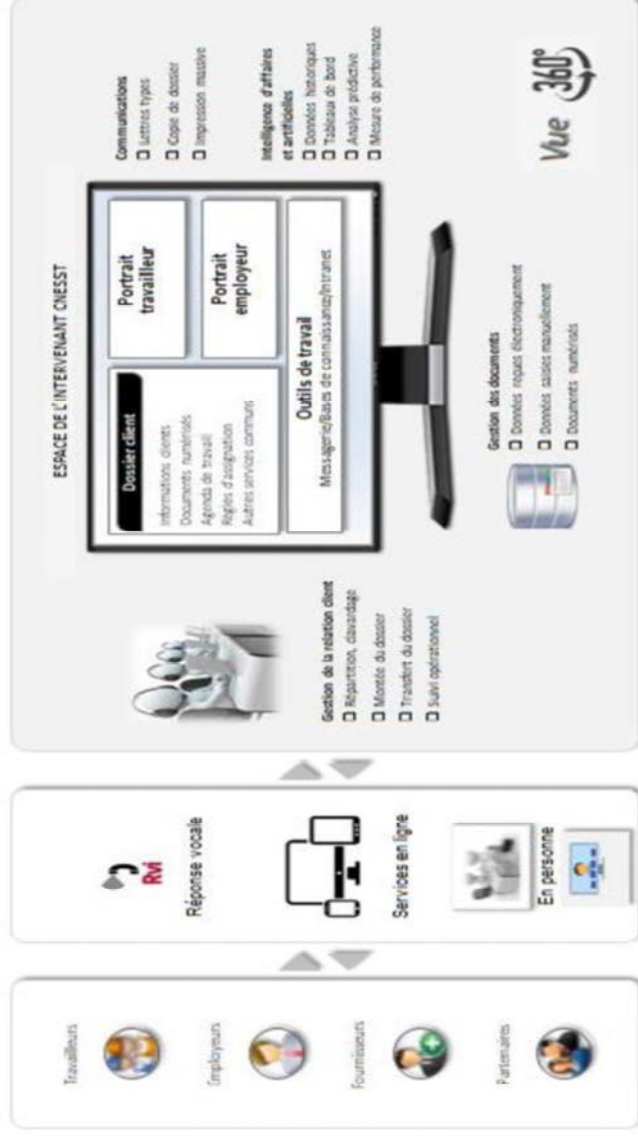 Travailleurs
Employeurs
Fournisseurs
Partenaires
Rvi
Réponse vocale
Services en ligne
En personne
ESPACE DE L'INTERVENANT CNESST
Gestion de la relation client
Répartition, clavardage
Montée du dossier
Transfert du dossier
Suivi opérationnel
Dossier client
Informations clients
Documents numérisés
Agenda de travail
Règles d'assignation
Autres services communs
Portrait
travailleur
Portrait
employeur
Outils de travail
Messagerie/Bases de connaissance/Intranet
Communications
Lettres types
Copie de dossier
Impression massive
Intelligence d'affaires
et artificielles
Données historiques
Tableaux de bord
Analyse prédictive
Mesure de performance
Gestion des documents
Données reçues électroniquement
Données saisies manuellement
Documents numérisés
Vue 360°